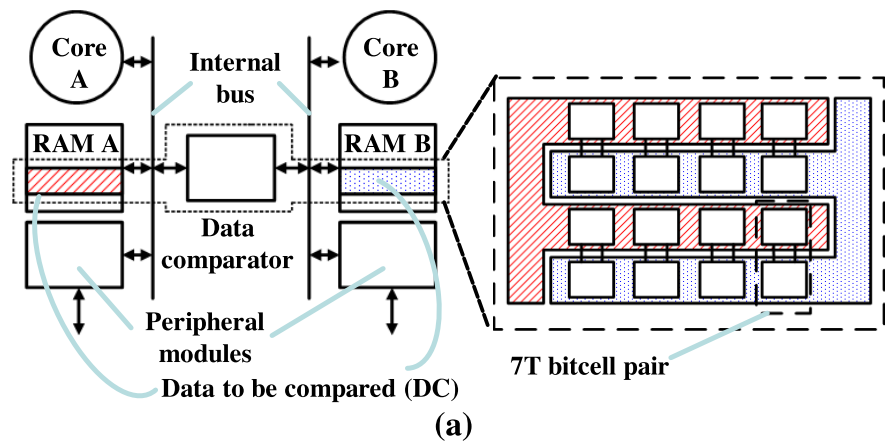 Core
A
Internal
bus
Core
B
RAM A
RAM B
Data
comparator
Peripheral
modules
Data to be compared (DC)
7T bitcell pair
(a)